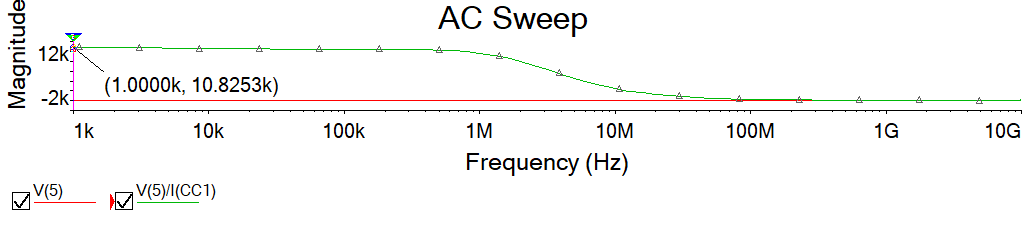 AC Sweep
Magnitude
12k
-2k
(1.0000k, 10.8253k)
1k 10k 100k 1M 10M 100M 1G 10G
Frequency (Hz)
V(5) V(5)/I(CC1)